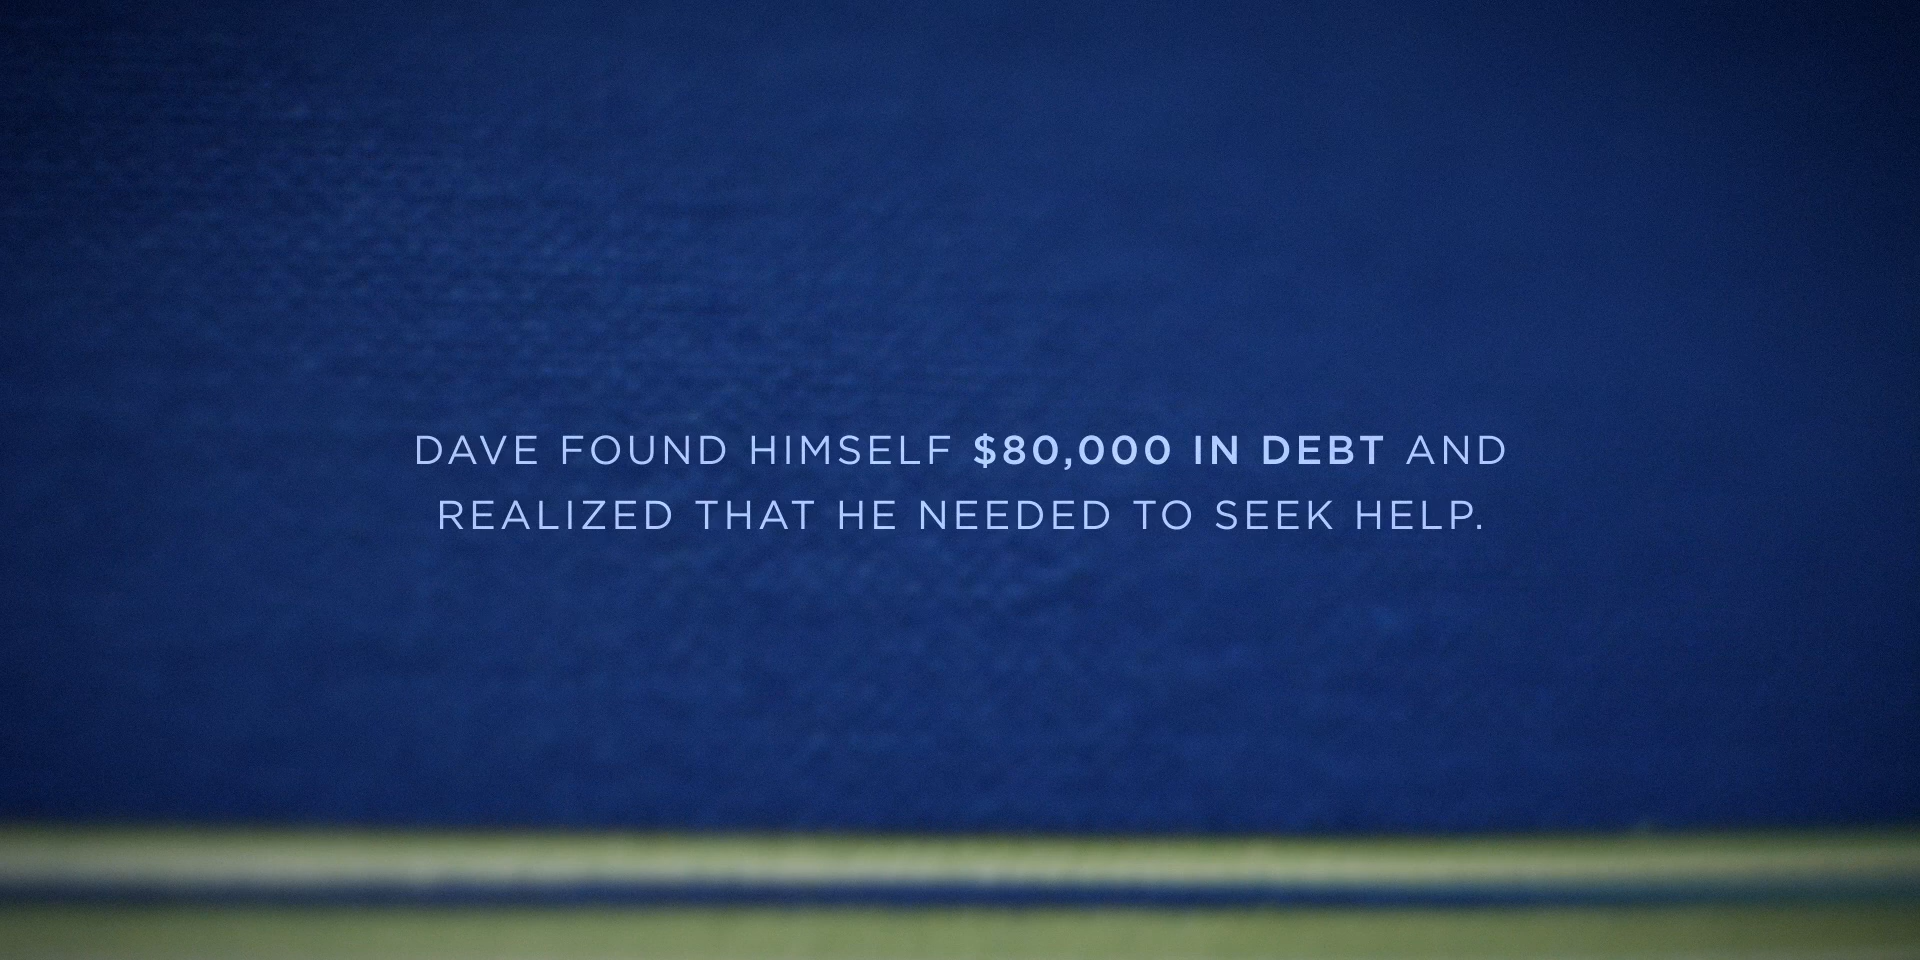 DAVE FOUND HIMSELF $80,000 IN DEBT AND
REALIZED THAT HE NEEDED TO SEEK HELP.